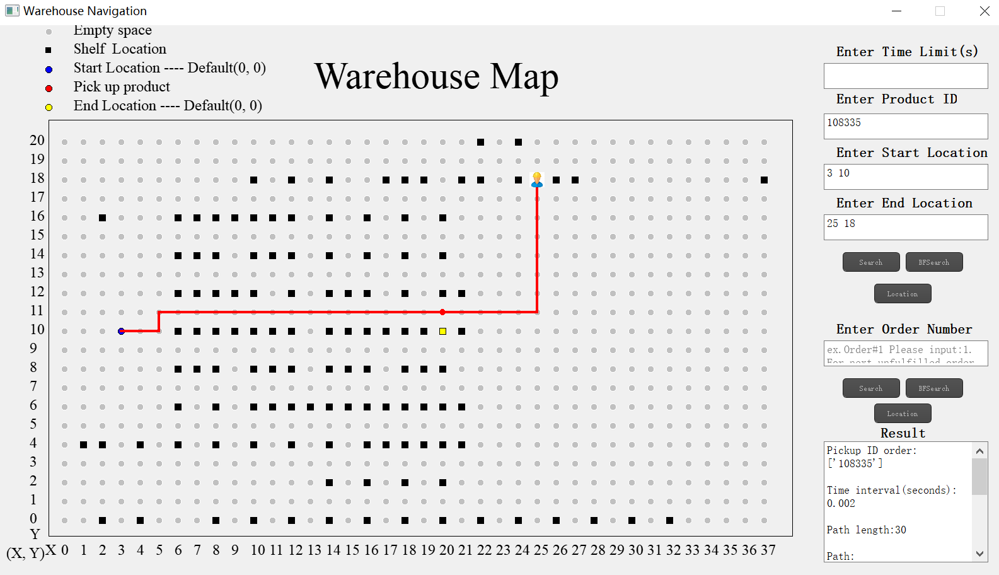 Warehouse Navigation
Empty space
Shelf Location
Start Location ---- Default(0, 0)
Pick up product
End Location ---- Default(0, 0)
Warehouse Map
20
19
18
17
16
15
14
13
12
11
10
9
8
7
6
5
4
3
2
1
0
Y
(X, Y)
X 0 1 2 3 4 5 6 7 8 9 10 11 12 13 14 15 16 17 18 19 20 21 22 23 24 25 26 27 28 29 30 31 32 33 34 35 36 37
Enter Time Limit(s)
Enter Product ID
108335
Enter Start Location
3 10
Enter End Location
25 18
Search BFSearch
Location
Enter Order Number
ex.Order#1 Please input:1.
For next unfulfilled order
Search BFSearch
Location
Result
Pickup ID order:
['108335']
Time interval(seconds):
0.002
Path length:30
Path: